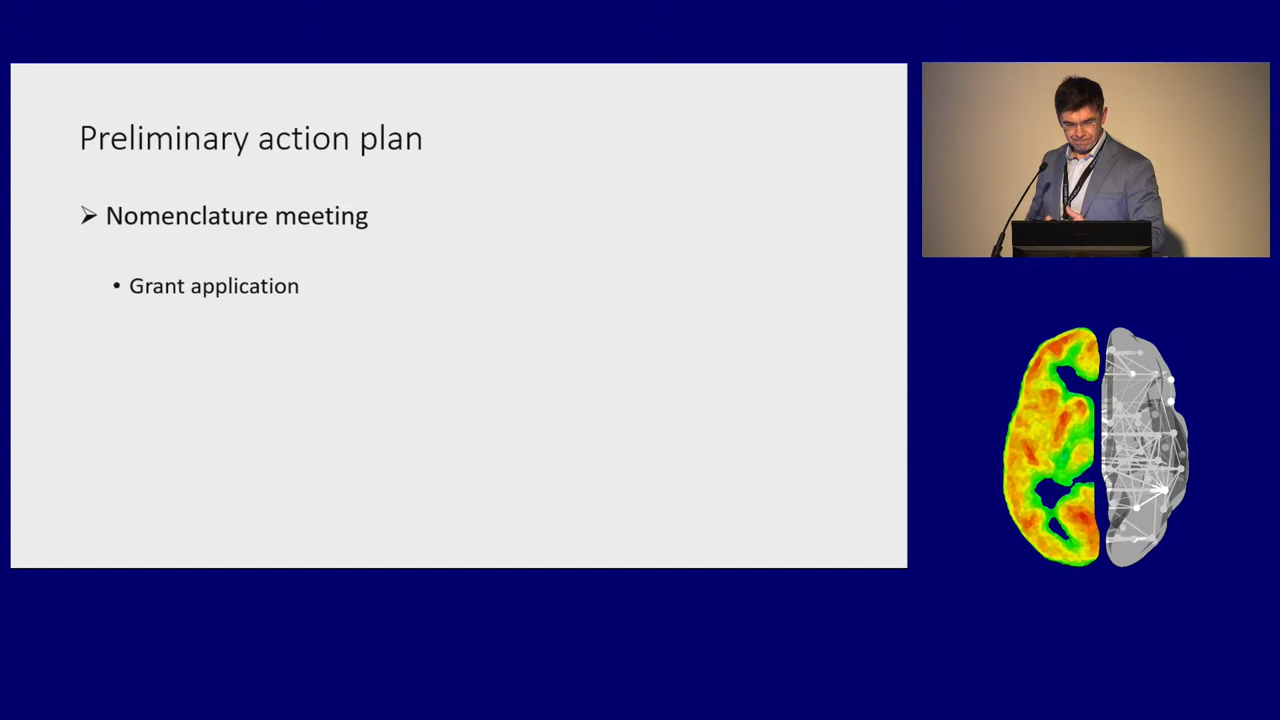 Preliminary action plan
➢ Nomenclature meeting
• Grant application